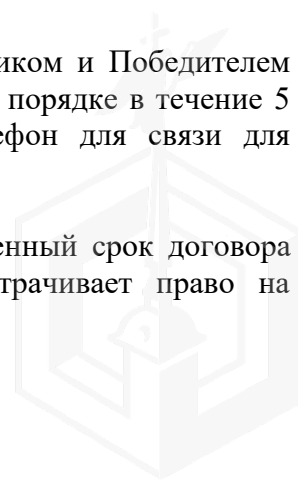 иком и Победителем
порядке в течение 5
ефон для связи для
енный срок договора
трачивает право на